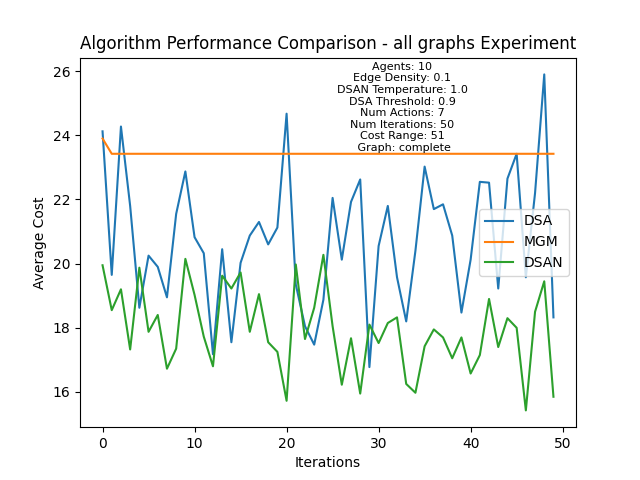 Algorithm Performance Comparison - all graphs Experiment
Agents: 10
Edge Density: 0.1
DSAN Temperature: 1.0
DSA Threshold: 0.9
Num Actions: 7
Num Iterations: 50
Cost Range: 51
Graph: complete
26
24
22
20
18
16
Average Cost
DSA
MGM
DSAN
0
10
20
30
40
50
Iterations